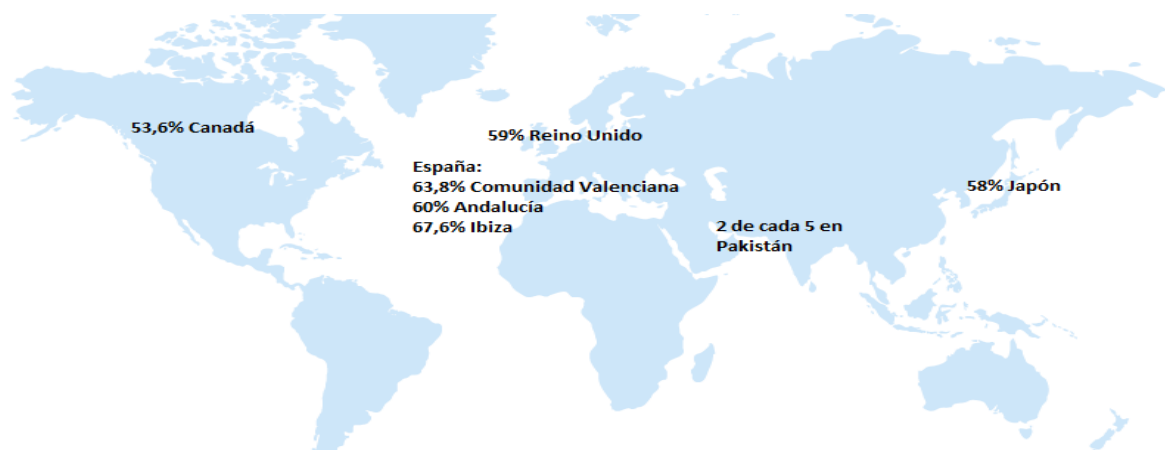 53,6% Canadá
59% Reino Unido
España:
63,8% Comunidad Valenciana
60% Andalucía
67,6% Ibiza
58% Japón
2 de cada 5 en
Pakistán